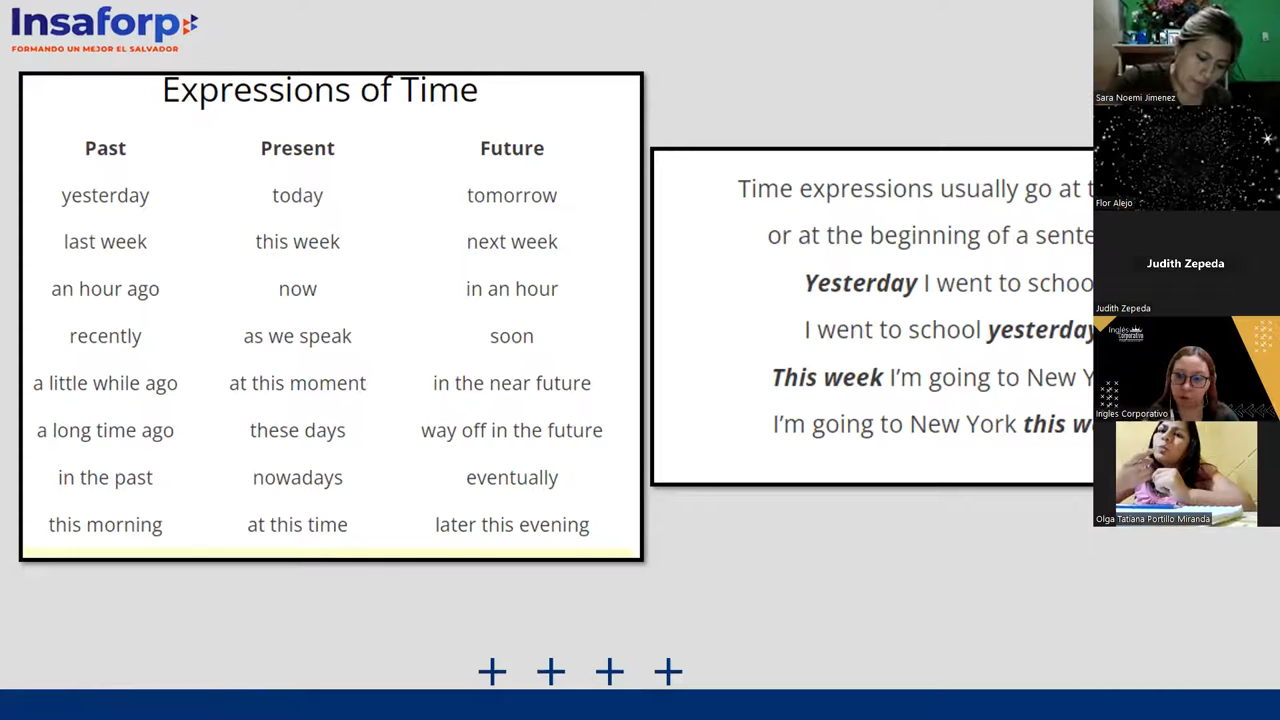 Insaforp
FORMANDO UN MEJOR EL SALVADOR
Expressions of Time
Past Present Future
yesterday today tomorrow
last week this week next week
an hour ago now in an hour
recently as we speak soon
a little while ago at this moment in the near future
a long time ago these days way off in the future
in the past nowadays eventually
this morning at this time later this evening
Time expressions usually go at
or at the beginning of a
Yesterday I went to
I went to school yesterday
This week I'm going to New
I'm going to New York this
Sara Noemi Jimenez
Flor Alejo
Judith Zepeda
Judith Zepeda
Inglés
Corporativo
Ingles Corporativo
Olga Tatiana Portillo Miranda